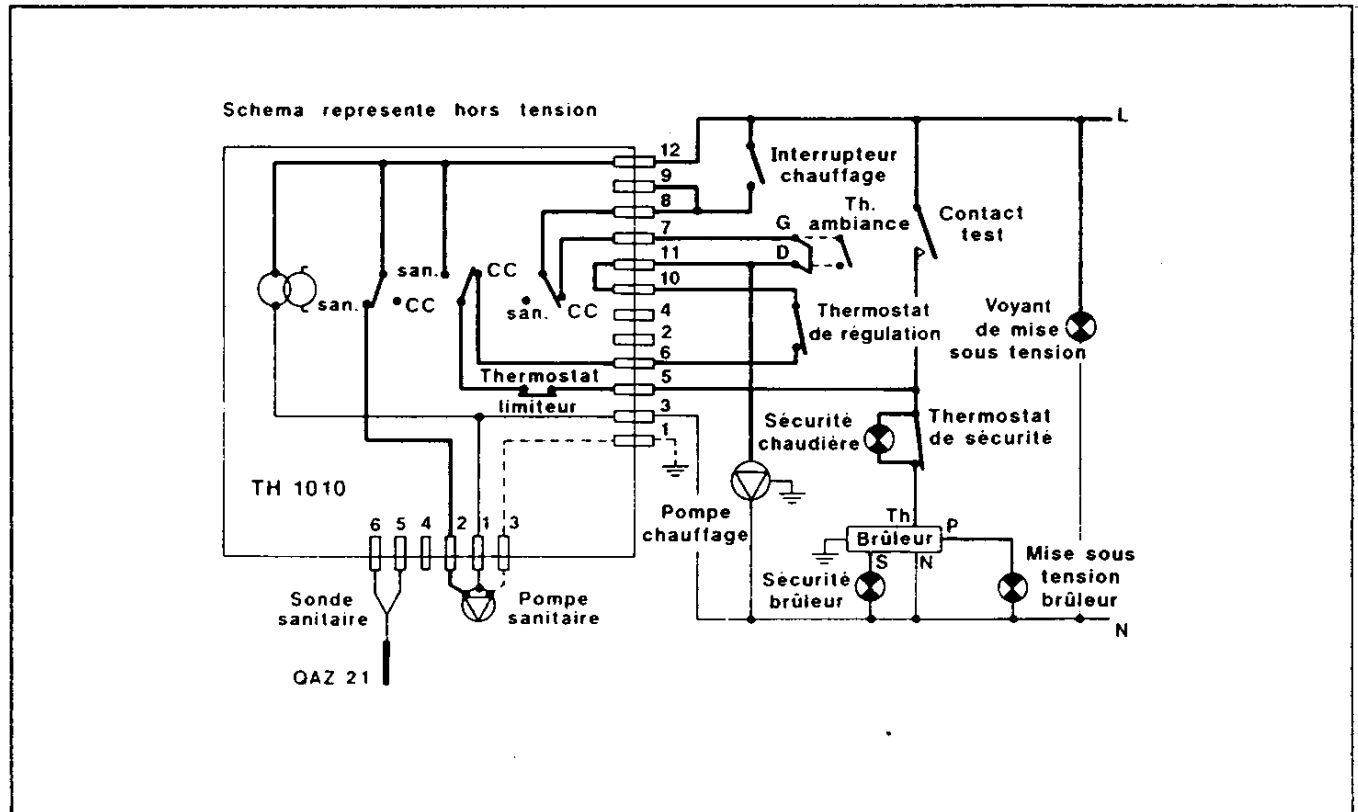 Schema represente hors tension
L
12
Interrupteur
chauffage
9
8
Th.
ambiance
G
7
Contact
test
D
11
san.
CC
10
san.
CC
san.
CC
4
Thermostat
de régulation
Voyant
de mise
sous tension
2
6
Thermostat
limiteur
5
3
Sécurité
chaudière
Thermostat
de sécurité
1
TH 1010
Pompe
chauffage
Th
P
Brûleur
S
N
6
5
4
2
1
3
Sécurité
brûleur
Mise sous
tension
brûleur
Sonde
sanitaire
Pompe
sanitaire
N
QAZ 21